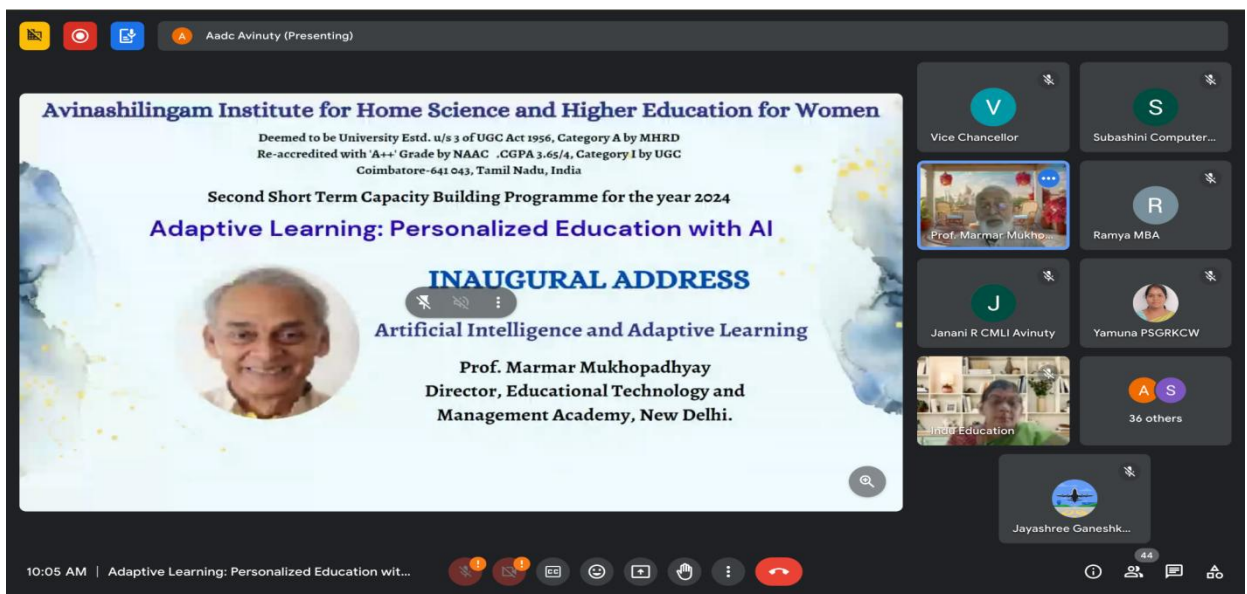 A Aadc Avinuty (Presenting)
Avinashilingam Institute for Home Science and Higher Education for Women
Deemed to be University Estd. u/s 3 of UGC Act 1956, Category A by MHRD
Re-accredited with 'A++' Grade by NAAC .CGPA 3.65/4, Category I by UGC
Coimbatore-641 043, Tamil Nadu, India
Second Short Term Capacity Building Programme for the year 2024
Adaptive Learning: Personalized Education with AI
INAUGURAL ADDRESS
Artificial Intelligence and Adaptive Learning
Prof. Marmar Mukhopadhyay
Director, Educational Technology and
Management Academy, New Delhi.
V
Vice Chancellor
S
Subashini Computer...
Prof. Marmar Mukho...
R
Ramya MBA
J
Janani R CMLI Avinuty
Yamuna PSGRKCW
Indu Education
A S
36 others
Jayashree Ganeshk...
10:05 AM | Adaptive Learning: Personalized Education wit...
CC
44